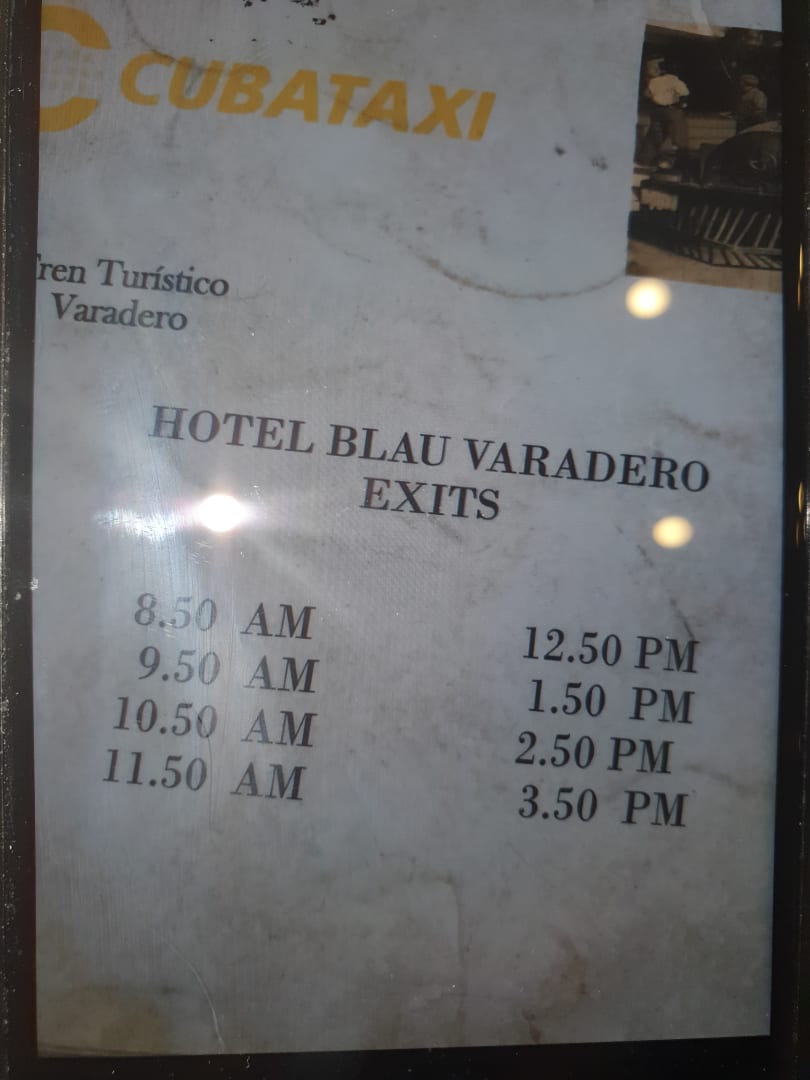 CUBATAXI
Tren Turístico
Varadero
HOTEL BLAU VARADERO
EXITS
8.50 AM
9.50 AM
10.50 AM
11.50 AM
12.50 PM
1.50 PM
2.50 PM
3.50 PM